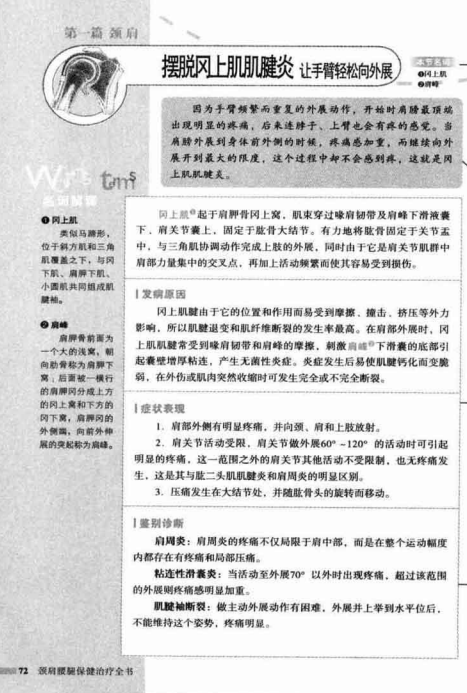 第一篇 颈肩
摆脱冈上肌肌腱炎 让手臂轻松向外展
本节名词
❶冈上肌
❷肩峰
因为手臂频繁而重复的外展动作，开始时肩膀最顶端
出现明显的疼痛，后来连脖子、上臂也会有疼的感觉。当
肩膀外展到身体前外侧的时候，疼痛感加重，而继续向外
展开到最大的限度，这个过程中却不会感到疼，这就是冈
上肌肌腱炎。
名词解释
❶ 冈上肌
类似马蹄形，
位于斜方肌和三角
肌覆盖之下，与冈
下肌、肩胛下肌、
小圆肌共同组成肌
腱袖。
❷ 肩峰
肩胛骨前面为
一个大的浅窝，朝
向肋骨称为肩胛下
窝；后面被一横行
的肩胛冈分成上方
的冈上窝和下方的
冈下窝，肩胛冈的
外侧端，向前外伸
展的突起称为肩峰。
冈上肌❶起于肩胛骨冈上窝，肌束穿过喙肩韧带及肩峰下滑液囊
下、肩关节囊上，固定于肱骨大结节。有力地将肱骨固定于关节盂
中，与三角肌协调动作完成上肢的外展，同时由于它是肩关节肌群中
肩部力量集中的交叉点，再加上活动频繁而使其容易受到损伤。
发病原因
冈上肌腱由于它的位置和作用而易受到摩擦、撞击、挤压等外力
影响，所以肌腱退变和肌纤维断裂的发生率最高。在肩部外展时，冈
上肌肌腱常受到喙肩韧带和肩峰的摩擦，刺激肩峰❷下滑囊的底部引
起囊壁增厚粘连，产生无菌性炎症。炎症发生后易使肌腱钙化而变脆
弱，在外伤或肌肉突然收缩时可发生完全或不完全断裂。
症状表现
1．肩部外侧有明显疼痛，并向颈、肩和上肢放射。
2．肩关节活动受限，肩关节做外展60°~120° 的活动时可引起
明显的疼痛，这一范围之外的肩关节其他活动不受限制，也无疼痛发
生，这是其与肱二头肌肌腱炎和肩周炎的明显区别。
3．压痛发生在大结节处，并随肱骨头的旋转而移动。
鉴别诊断
肩周炎：肩周炎的疼痛不仅局限于肩中部，而是在整个运动幅度
内都存在有疼痛和局部压痛。
粘连性滑囊炎：当活动至外展70° 以外时出现疼痛，超过该范围
的外展则疼痛感明显加重。
肌腱袖断裂：做主动外展动作有困难，外展并上举到水平位后，
不能维持这个姿势，疼痛明显。
72 颈肩腰腿保健治疗全书